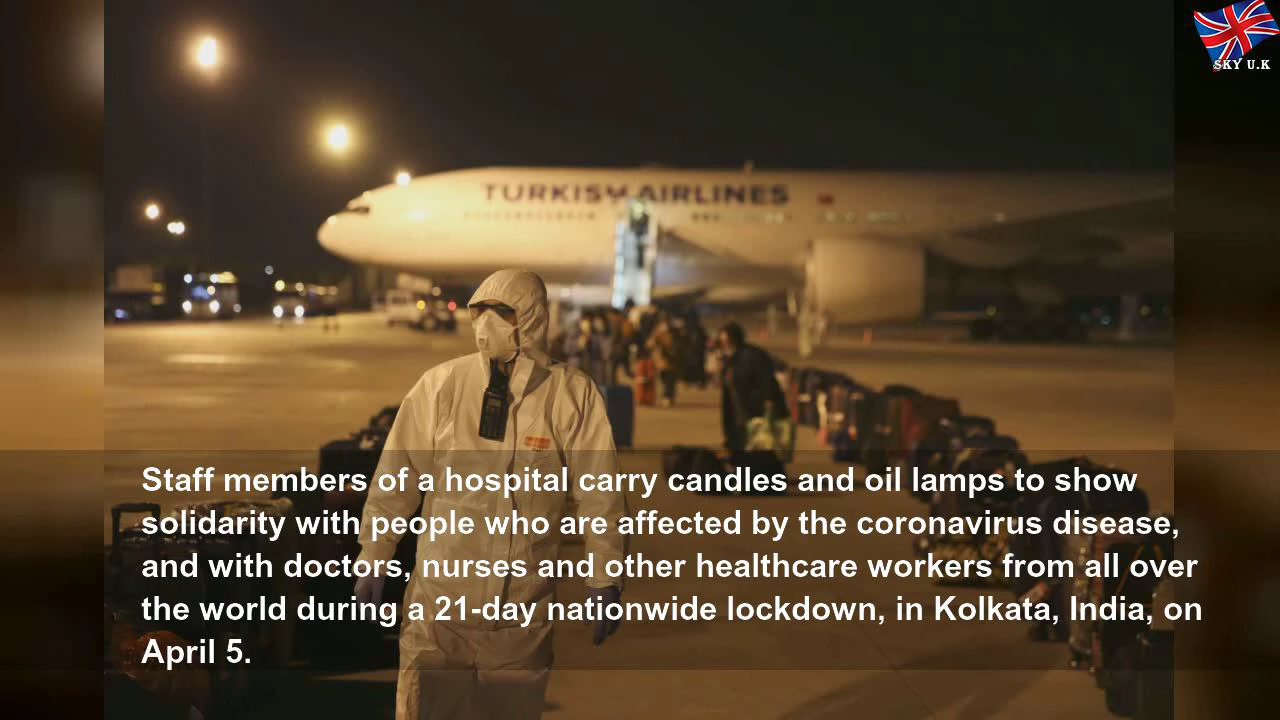 SKY U.K
TURKISH AIRLINES
Staff members of a hospital carry candles and oil lamps to show
solidarity with people who are affected by the coronavirus disease,
and with doctors, nurses and other healthcare workers from all over
the world during a 21-day nationwide lockdown, in Kolkata, India, on
April 5.